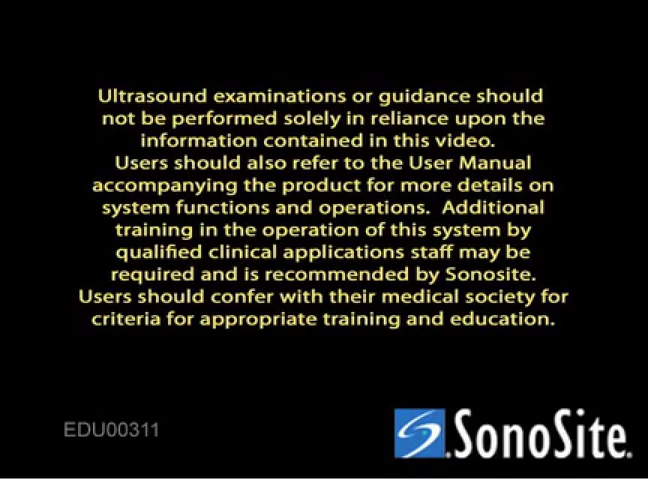 Ultrasound examinations or guidance should
not be performed solely in reliance upon the
information contained in this video.
Users should also refer to the User Manual
accompanying the product for more details on
system functions and operations.  Additional
training in the operation of this system by
qualified clinical applications staff may be
required and is recommended by Sonosite.
Users should confer with their medical society for
criteria for appropriate training and education.
EDU00311
SonoSite.